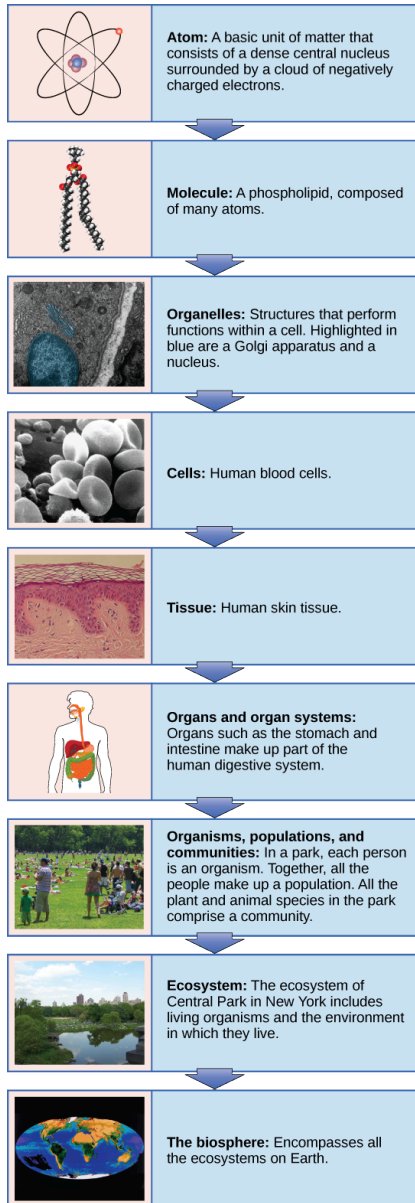 Atom: A basic unit of matter that
consists of a dense central nucleus
surrounded by a cloud of negatively
charged electrons.
Molecule: A phospholipid, composed
of many atoms.
Organelles: Structures that perform
functions within a cell. Highlighted in
blue are a Golgi apparatus and a
nucleus.
Cells: Human blood cells.
Tissue: Human skin tissue.
Organs and organ systems:
Organs such as the stomach and
intestine make up part of the
human digestive system.
Organisms, populations, and
communities: In a park, each person
is an organism. Together, all the
people make up a population. All the
plant and animal species in the park
comprise a community.
Ecosystem: The ecosystem of
Central Park in New York includes
living organisms and the environment
in which they live.
The biosphere: Encompasses all
the ecosystems on Earth.